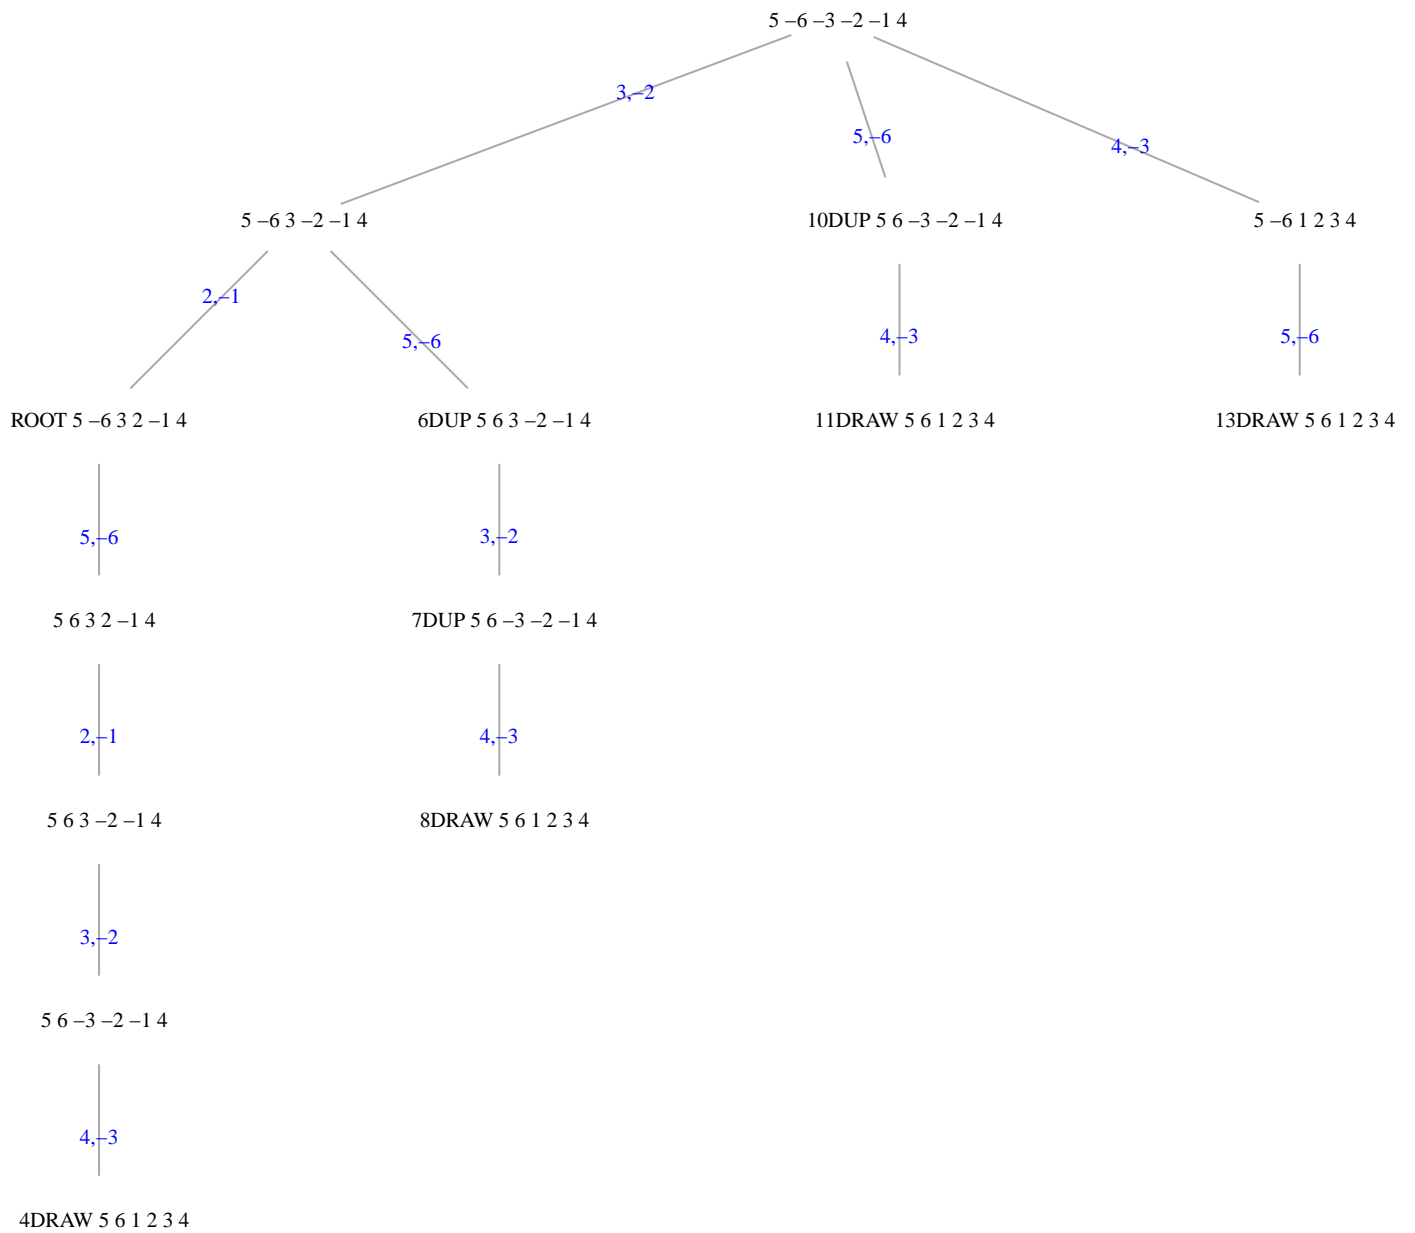 5 –6 –3 –2 –1 4
3,–2
5,–6
4,–3
5 –6 3 –2 –1 4
10DUP 5 6 –3 –2 –1 4
5 –6 1 2 3 4
2,–1
5,–6
4,–3
5,–6
ROOT 5 –6 3 2 –1 4
6DUP 5 6 3 –2 –1 4
11DRAW 5 6 1 2 3 4
13DRAW 5 6 1 2 3 4
5,–6
3,–2
5 6 3 2 –1 4
7DUP 5 6 –3 –2 –1 4
2,–1
4,–3
5 6 3 –2 –1 4
8DRAW 5 6 1 2 3 4
3,–2
5 6 –3 –2 –1 4
4,–3
4DRAW 5 6 1 2 3 4